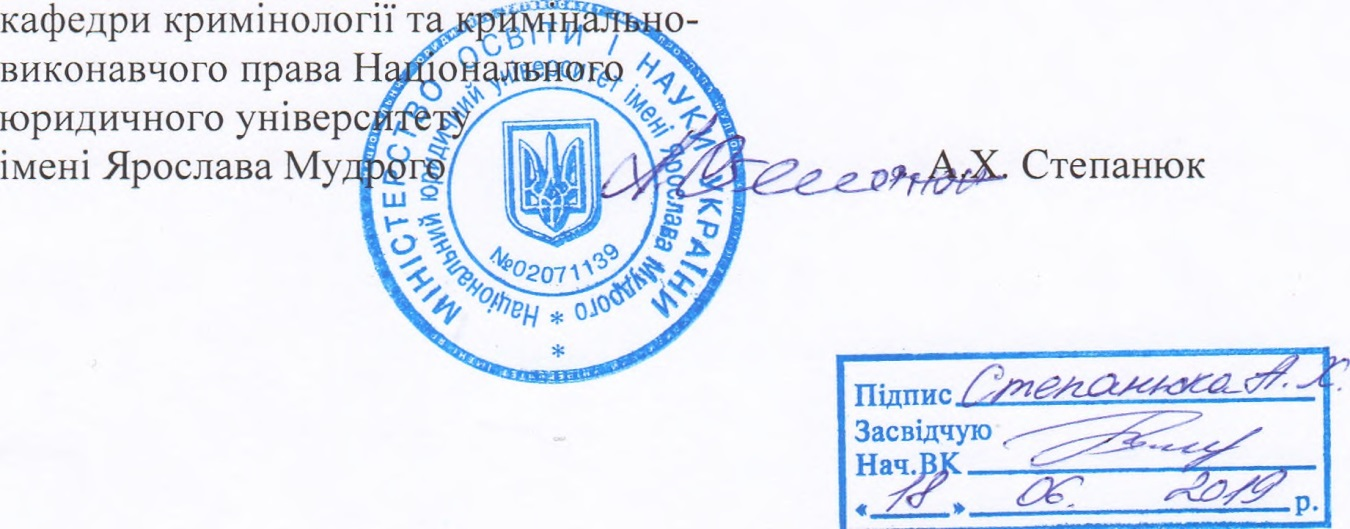 кафедри кримінології та кримінально-
виконавчого права Національного
юридичного університету
імені Ярослава Мудрого А.Х. Степанюк
МІНІСТЕРСТВО ОСВІТИ І НАУКИ УКРАЇНИ
*
Національний юридичний університет імені Ярослава Мудрого *
№02071139
Підпис Степанюка А.Х.
Засвідчую
Нач.ВК
«18» 06. 2019 р.